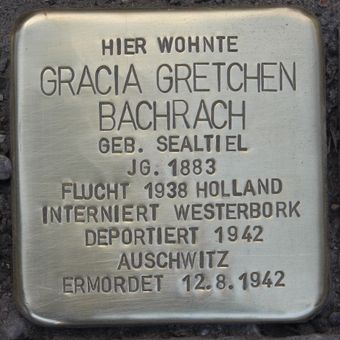 HIER WOHNTE
GRACIA GRETCHEN
BACHRACH
GEB. SEALTIEL
JG. 1883
FLUCHT 1938 HOLLAND
INTERNIERT WESTERBORK
DEPORTIERT 1942
AUSCHWITZ
ERMORDET 12.8.1942